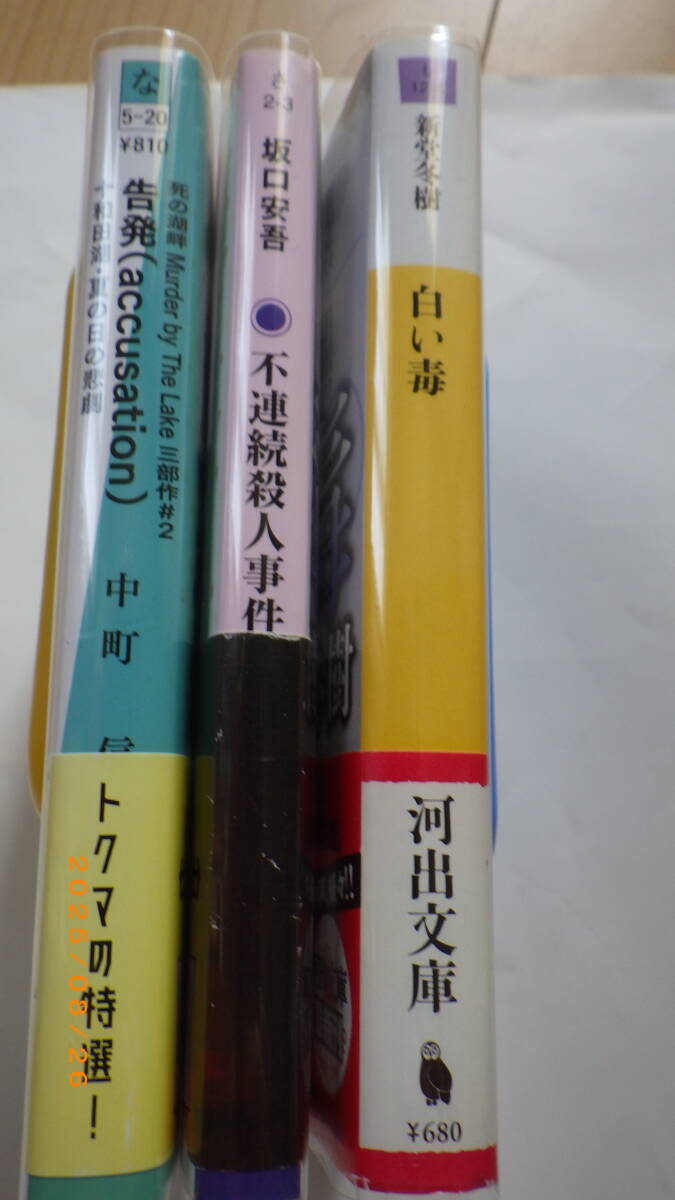 な
5-20
¥810
死の湖畔 Murder by The Lake 三部作#2
告発(accusation)
十和田湖・夏の日の悲劇
中町 信
トクマの特選!
2025/08/26
さ
2-3
坂口安吾
不連続殺人事件
新堂冬樹
白い毒
樹
河出文庫
¥680